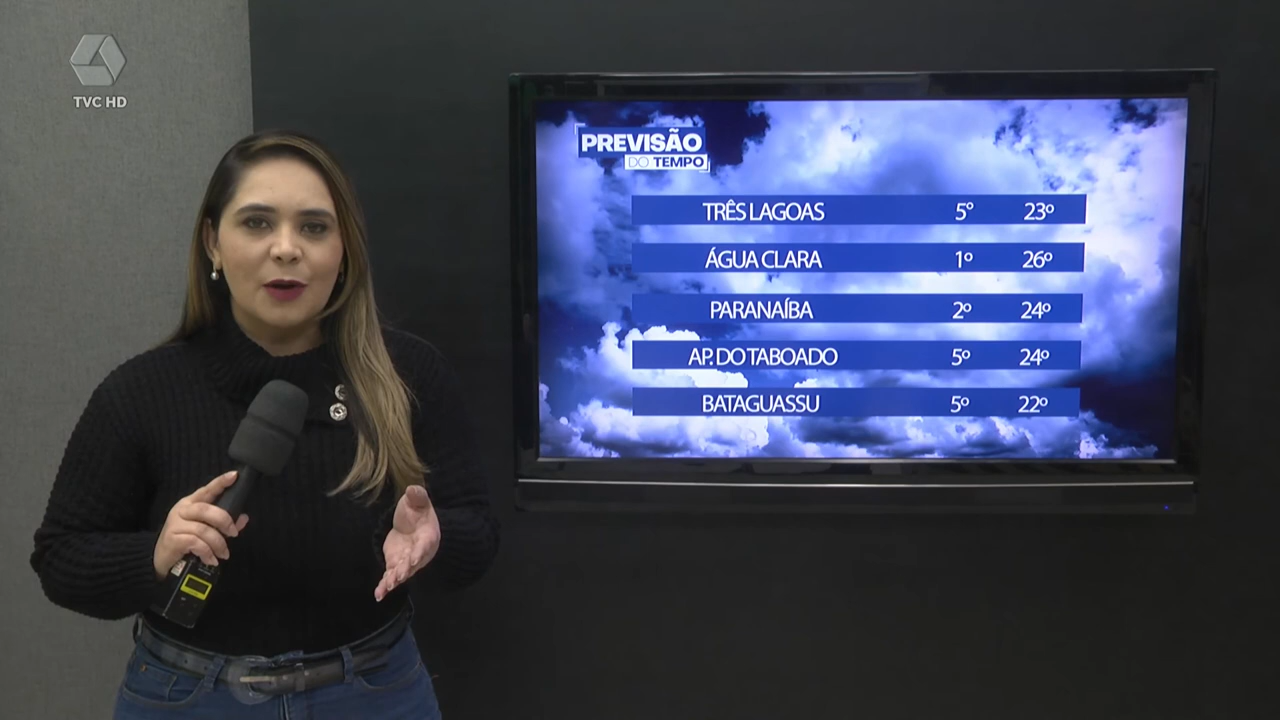 TVC HD
PREVISÃO
DO TEMPO
TRÊS LAGOAS 5° 23º
ÁGUA CLARA 1º 26º
PARANAÍBA 2º 24º
AP. DO TABOADO 5º 24º
BATAGUASSU 5º 22º